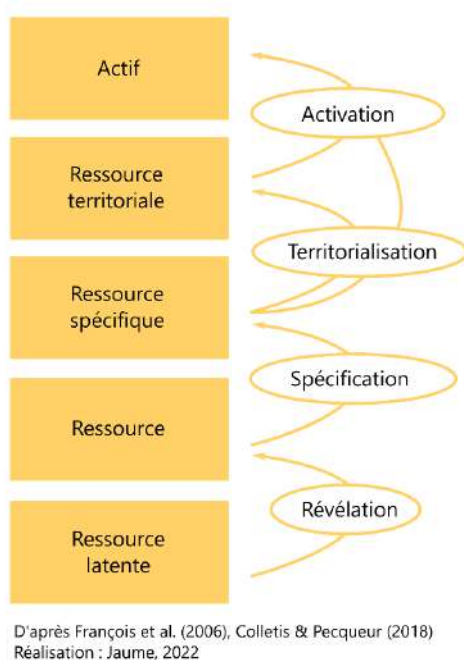 Actif
Activation
Ressource
territoriale
Territorialisation
Ressource
spécifique
Spécification
Ressource
Révélation
Ressource
latente
D'après François et al. (2006), Colletis & Pecqueur (2018)
Réalisation : Jaume, 2022